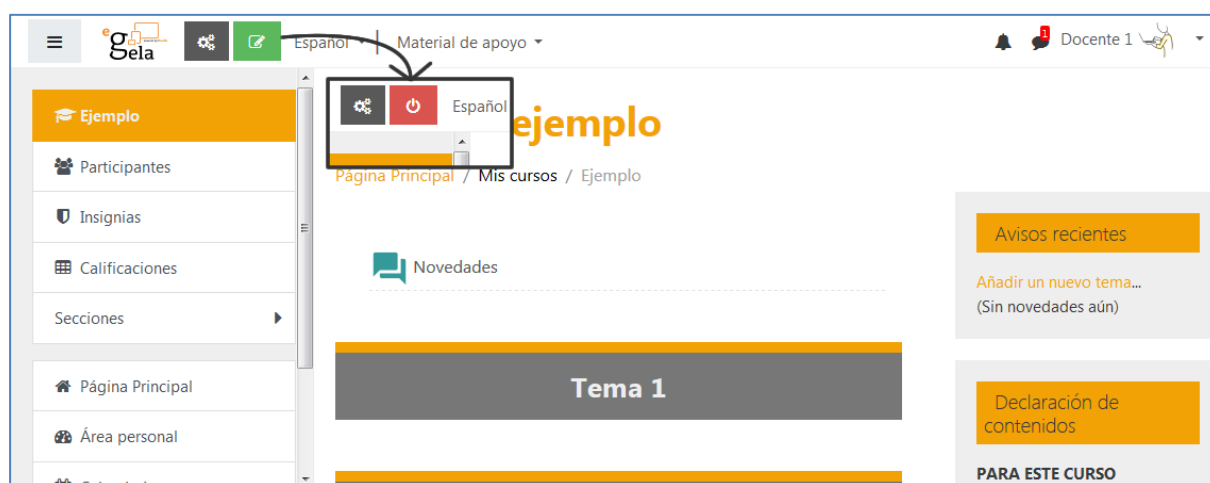 eGela
Español
Material de apoyo
1
Docente 1
Español
Ejemplo
Participantes
Insignias
Calificaciones
Secciones
Página Principal
Área personal
ejemplo
Página Principal / Mis cursos / Ejemplo
Novedades
Tema 1
Avisos recientes
Añadir un nuevo tema...
(Sin novedades aún)
Declaración de
contenidos
PARA ESTE CURSO